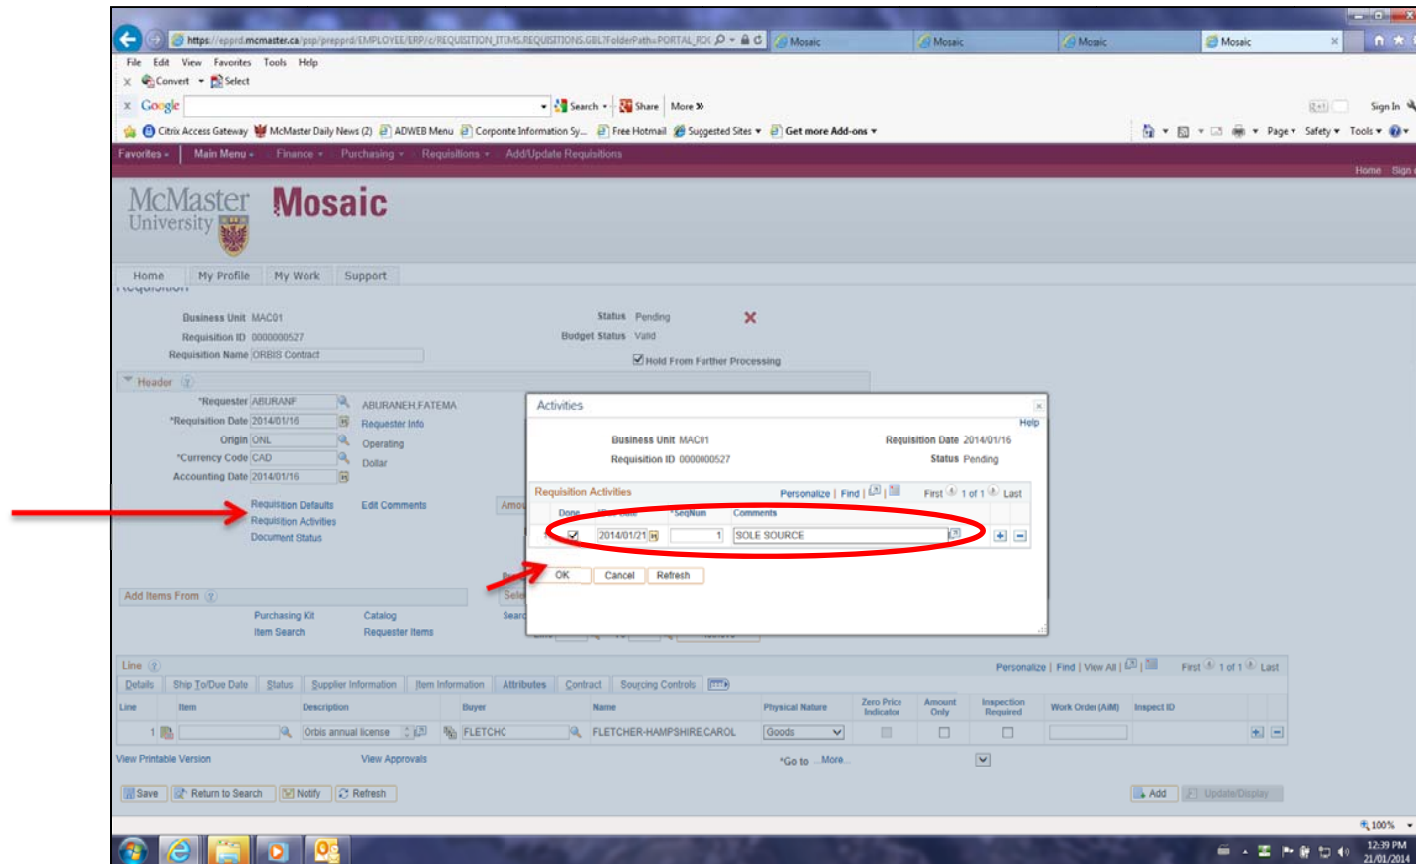 https://epprd.mcmaster.ca/psp/prepprd/EMPLOYEE/ERP/c/REQUISITION_ITEMS.REQUISITIONS.GBL?FolderPath=PORTAL_RO
Mosaic Mosaic Mosaic Mosaic
File Edit View Favorites Tools Help
x Convert Select
x Google Search Share More » Sign In
Citrix Access Gateway McMaster Daily News (2) ADWEB Menu Corporate Information Sy... Free Hotmail Suggested Sites Get more Add-ons Page Safety Tools
Favorites Main Menu Finance Purchasing Requisitions Add/Update Requisitions
Home Sign
McMaster University Mosaic
Home My Profile My Work Support
Requisition
Business Unit MAC01 Status Pending
Requisition ID 0000000527 Budget Status Valid
Requisition Name ORBIS Contract
Hold From Further Processing
Header
*Requester ABURANF ABURANEH,FATEMA
*Requisition Date 2014/01/16 Requester Info
Origin ONL Operating
*Currency Code CAD Dollar
Accounting Date 2014/01/16
Requisition Defaults Edit Comments Amou
Requisition Activities
Document Status
Activities
Help
Business Unit MAC01 Requisition Date 2014/01/16
Requisition ID 0000000527 Status Pending
Requisition Activities Personalize | Find | First 1 of 1 Last
Done *SeqNum Comments
2014/01/21 1 SOLE SOURCE
OK Cancel Refresh
Add Items From Sele
Purchasing Kit Catalog Searc
Item Search Requester Items Line
Line Personalize | Find | View All | First 1 of 1 Last
Details Ship To/Due Date Status Supplier Information Item Information Attributes Contract Sourcing Controls
Line Item Description Buyer Name Physical Nature Zero Price Indicator Amount Only Inspection Required Work Order (AiM) Inspect ID
1 Orbis annual license FLETCHC FLETCHER-HAMPSHIRE,CAROL Goods
View Printable Version View Approvals *Go to ...More...
Save Return to Search Notify Refresh Add Update/Display
100%
12:39 PM
21/01/2014